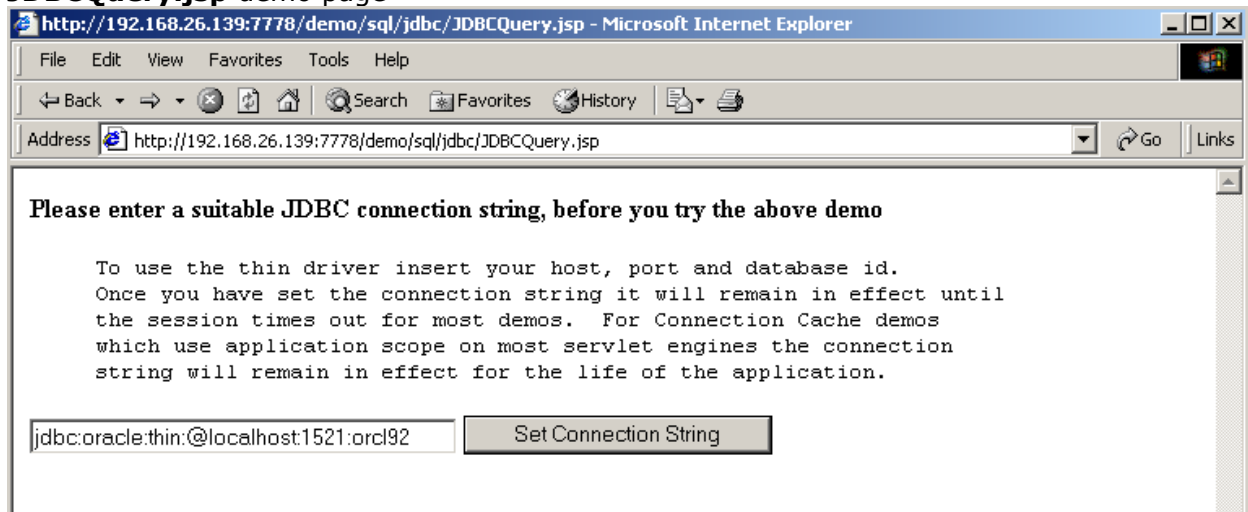 JDBCQuery.jsp demo page
http://192.168.26.139:7778/demo/sql/jdbc/JDBCQuery.jsp - Microsoft Internet Explorer
File Edit View Favorites Tools Help
Back Search Favorites History
Address http://192.168.26.139:7778/demo/sql/jdbc/JDBCQuery.jsp Go Links
Please enter a suitable JDBC connection string, before you try the above demo
To use the thin driver insert your host, port and database id.
Once you have set the connection string it will remain in effect until
the session times out for most demos. For Connection Cache demos
which use application scope on most servlet engines the connection
string will remain in effect for the life of the application.
jdbc:oracle:thin:@localhost:1521:orcl92 Set Connection String